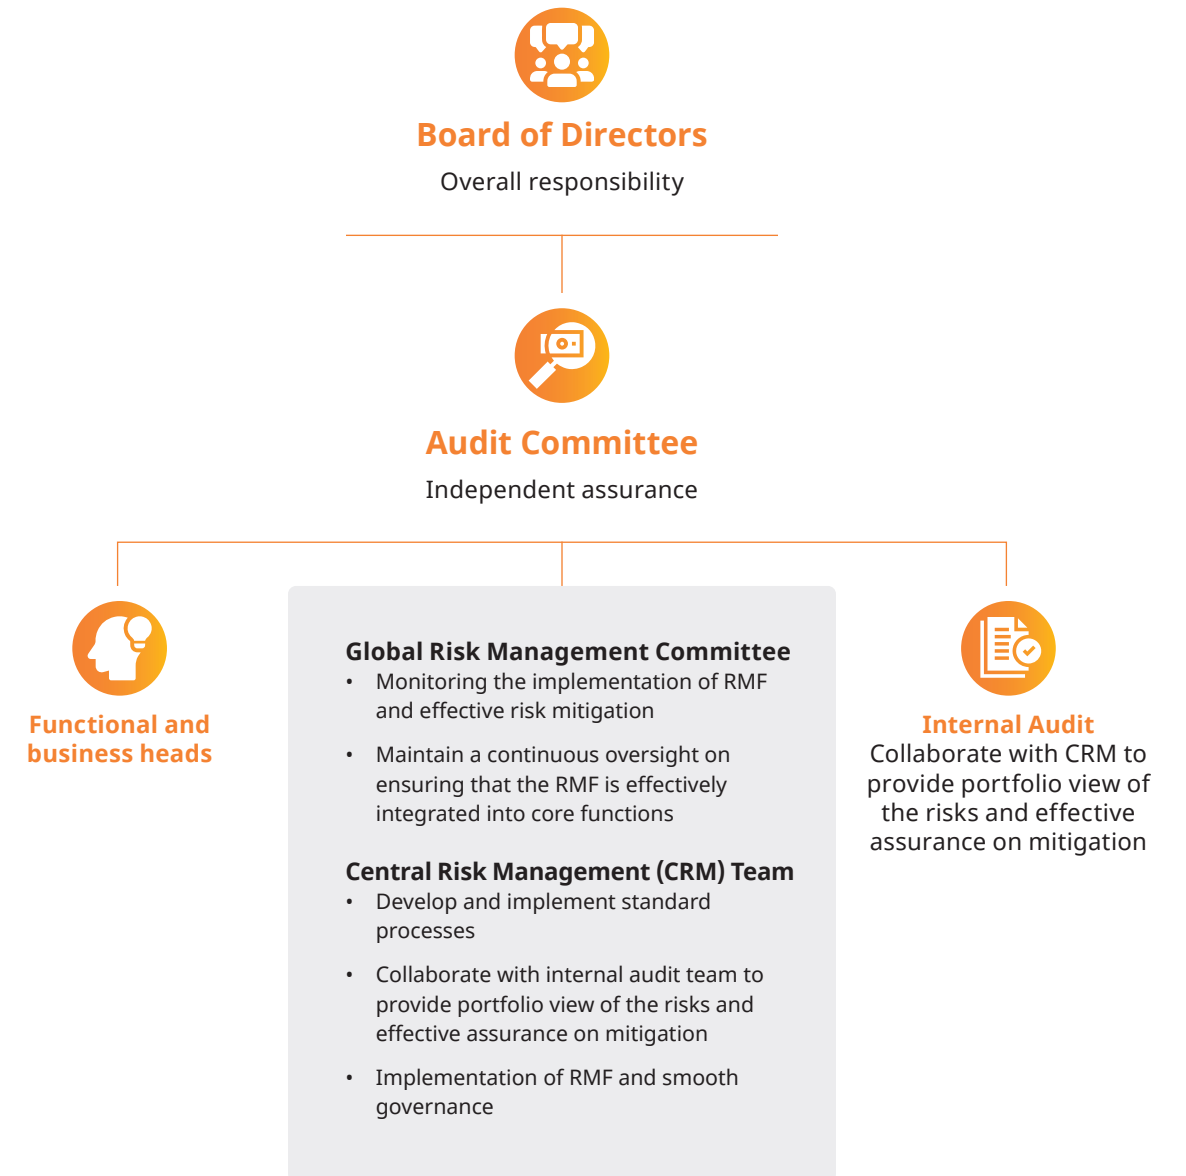 Board of Directors
Overall responsibility
Audit Committee
Independent assurance
Functional and
business heads
Global Risk Management Committee
• Monitoring the implementation of RMF
and effective risk mitigation
• Maintain a continuous oversight on
ensuring that the RMF is effectively
integrated into core functions
Central Risk Management (CRM) Team
• Develop and implement standard
processes
• Collaborate with internal audit team to
provide portfolio view of the risks and
effective assurance on mitigation
• Implementation of RMF and smooth
governance
Internal Audit
Collaborate with CRM to
provide portfolio view of
the risks and effective
assurance on mitigation